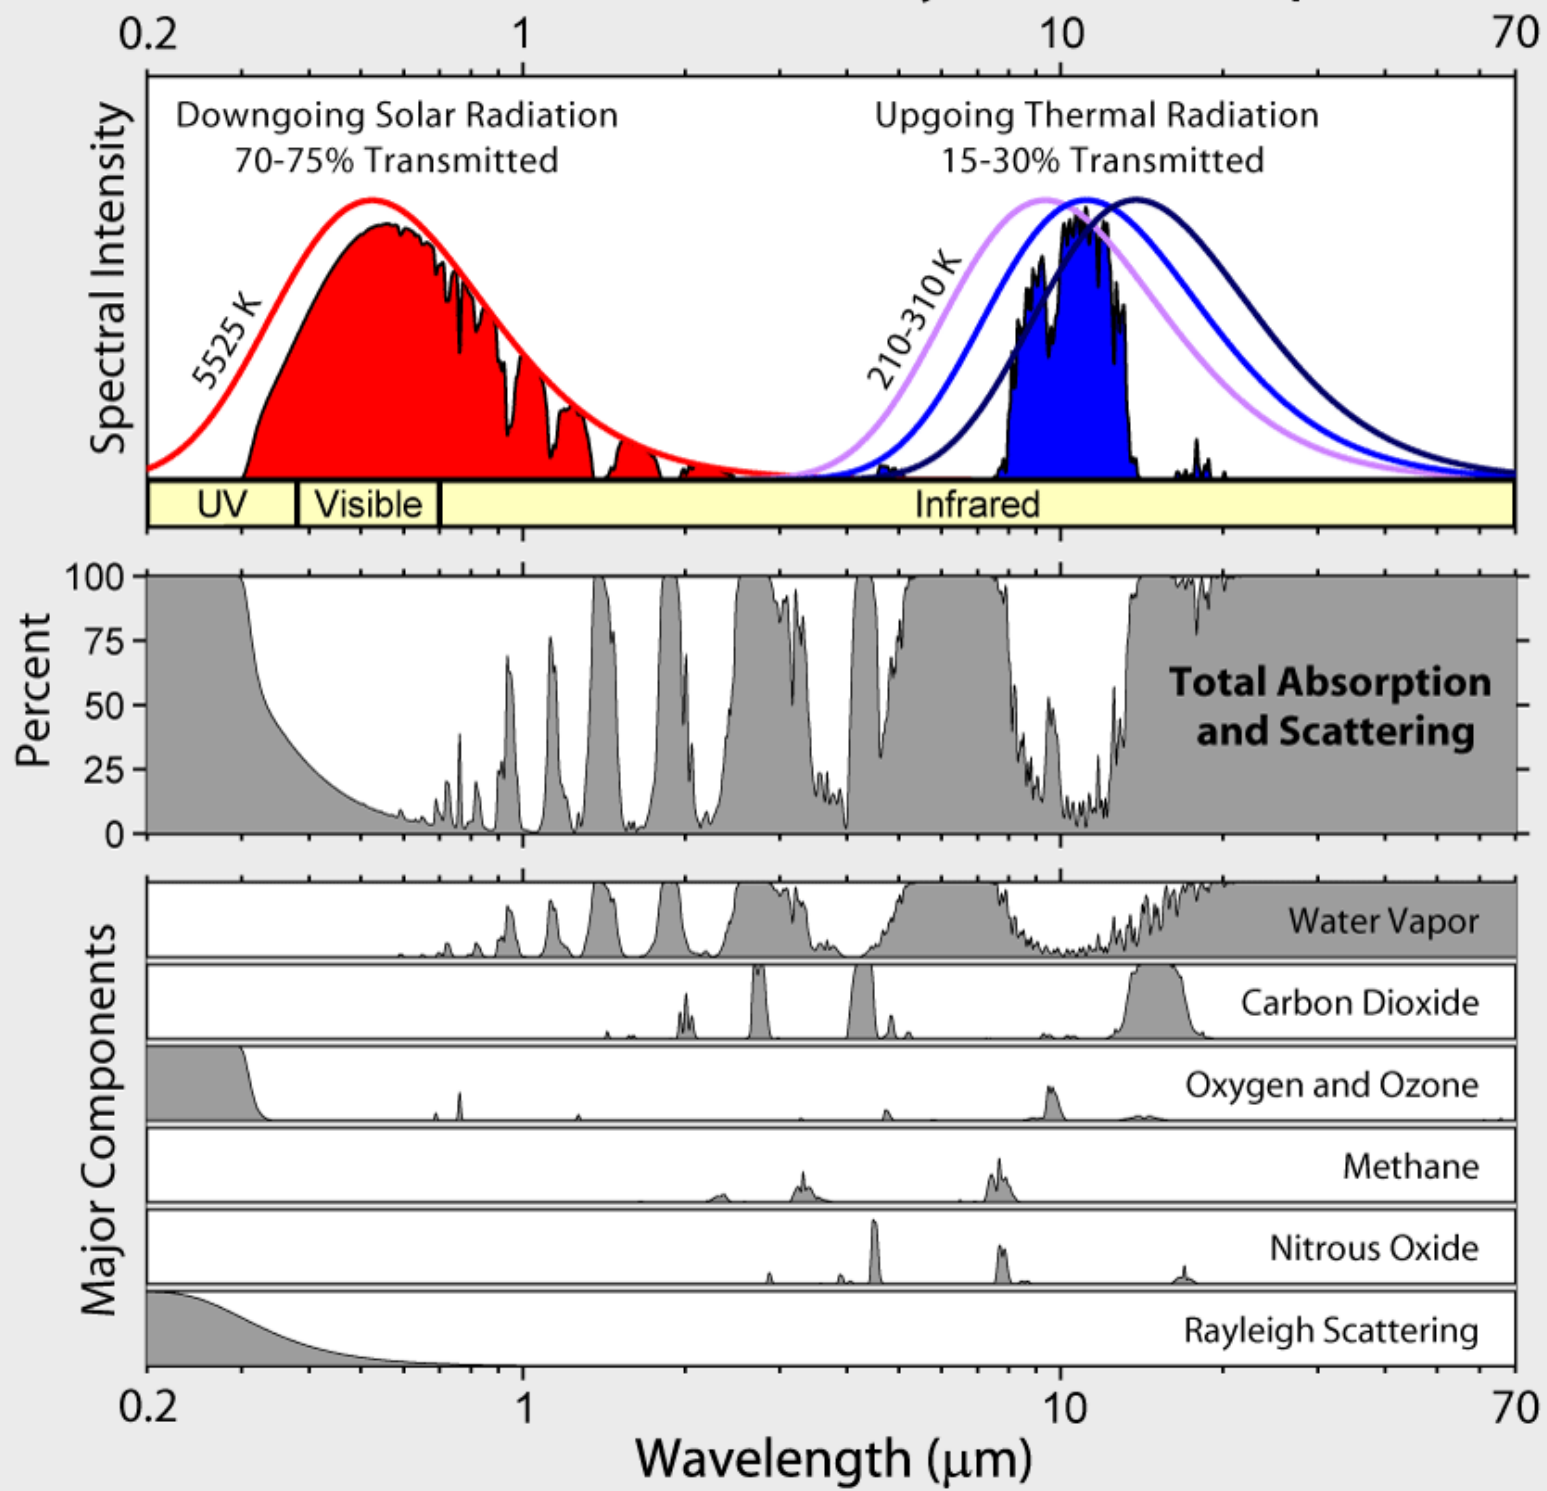 0.2 1 10 70
Spectral Intensity
Downgoing Solar Radiation
70-75% Transmitted
Upgoing Thermal Radiation
15-30% Transmitted
5525 K
210-310 K
UV Visible Infrared
Percent
100
75
50
25
0
Total Absorption
and Scattering
Major Components
Water Vapor
Carbon Dioxide
Oxygen and Ozone
Methane
Nitrous Oxide
Rayleigh Scattering
0.2 1 10 70
Wavelength (μm)